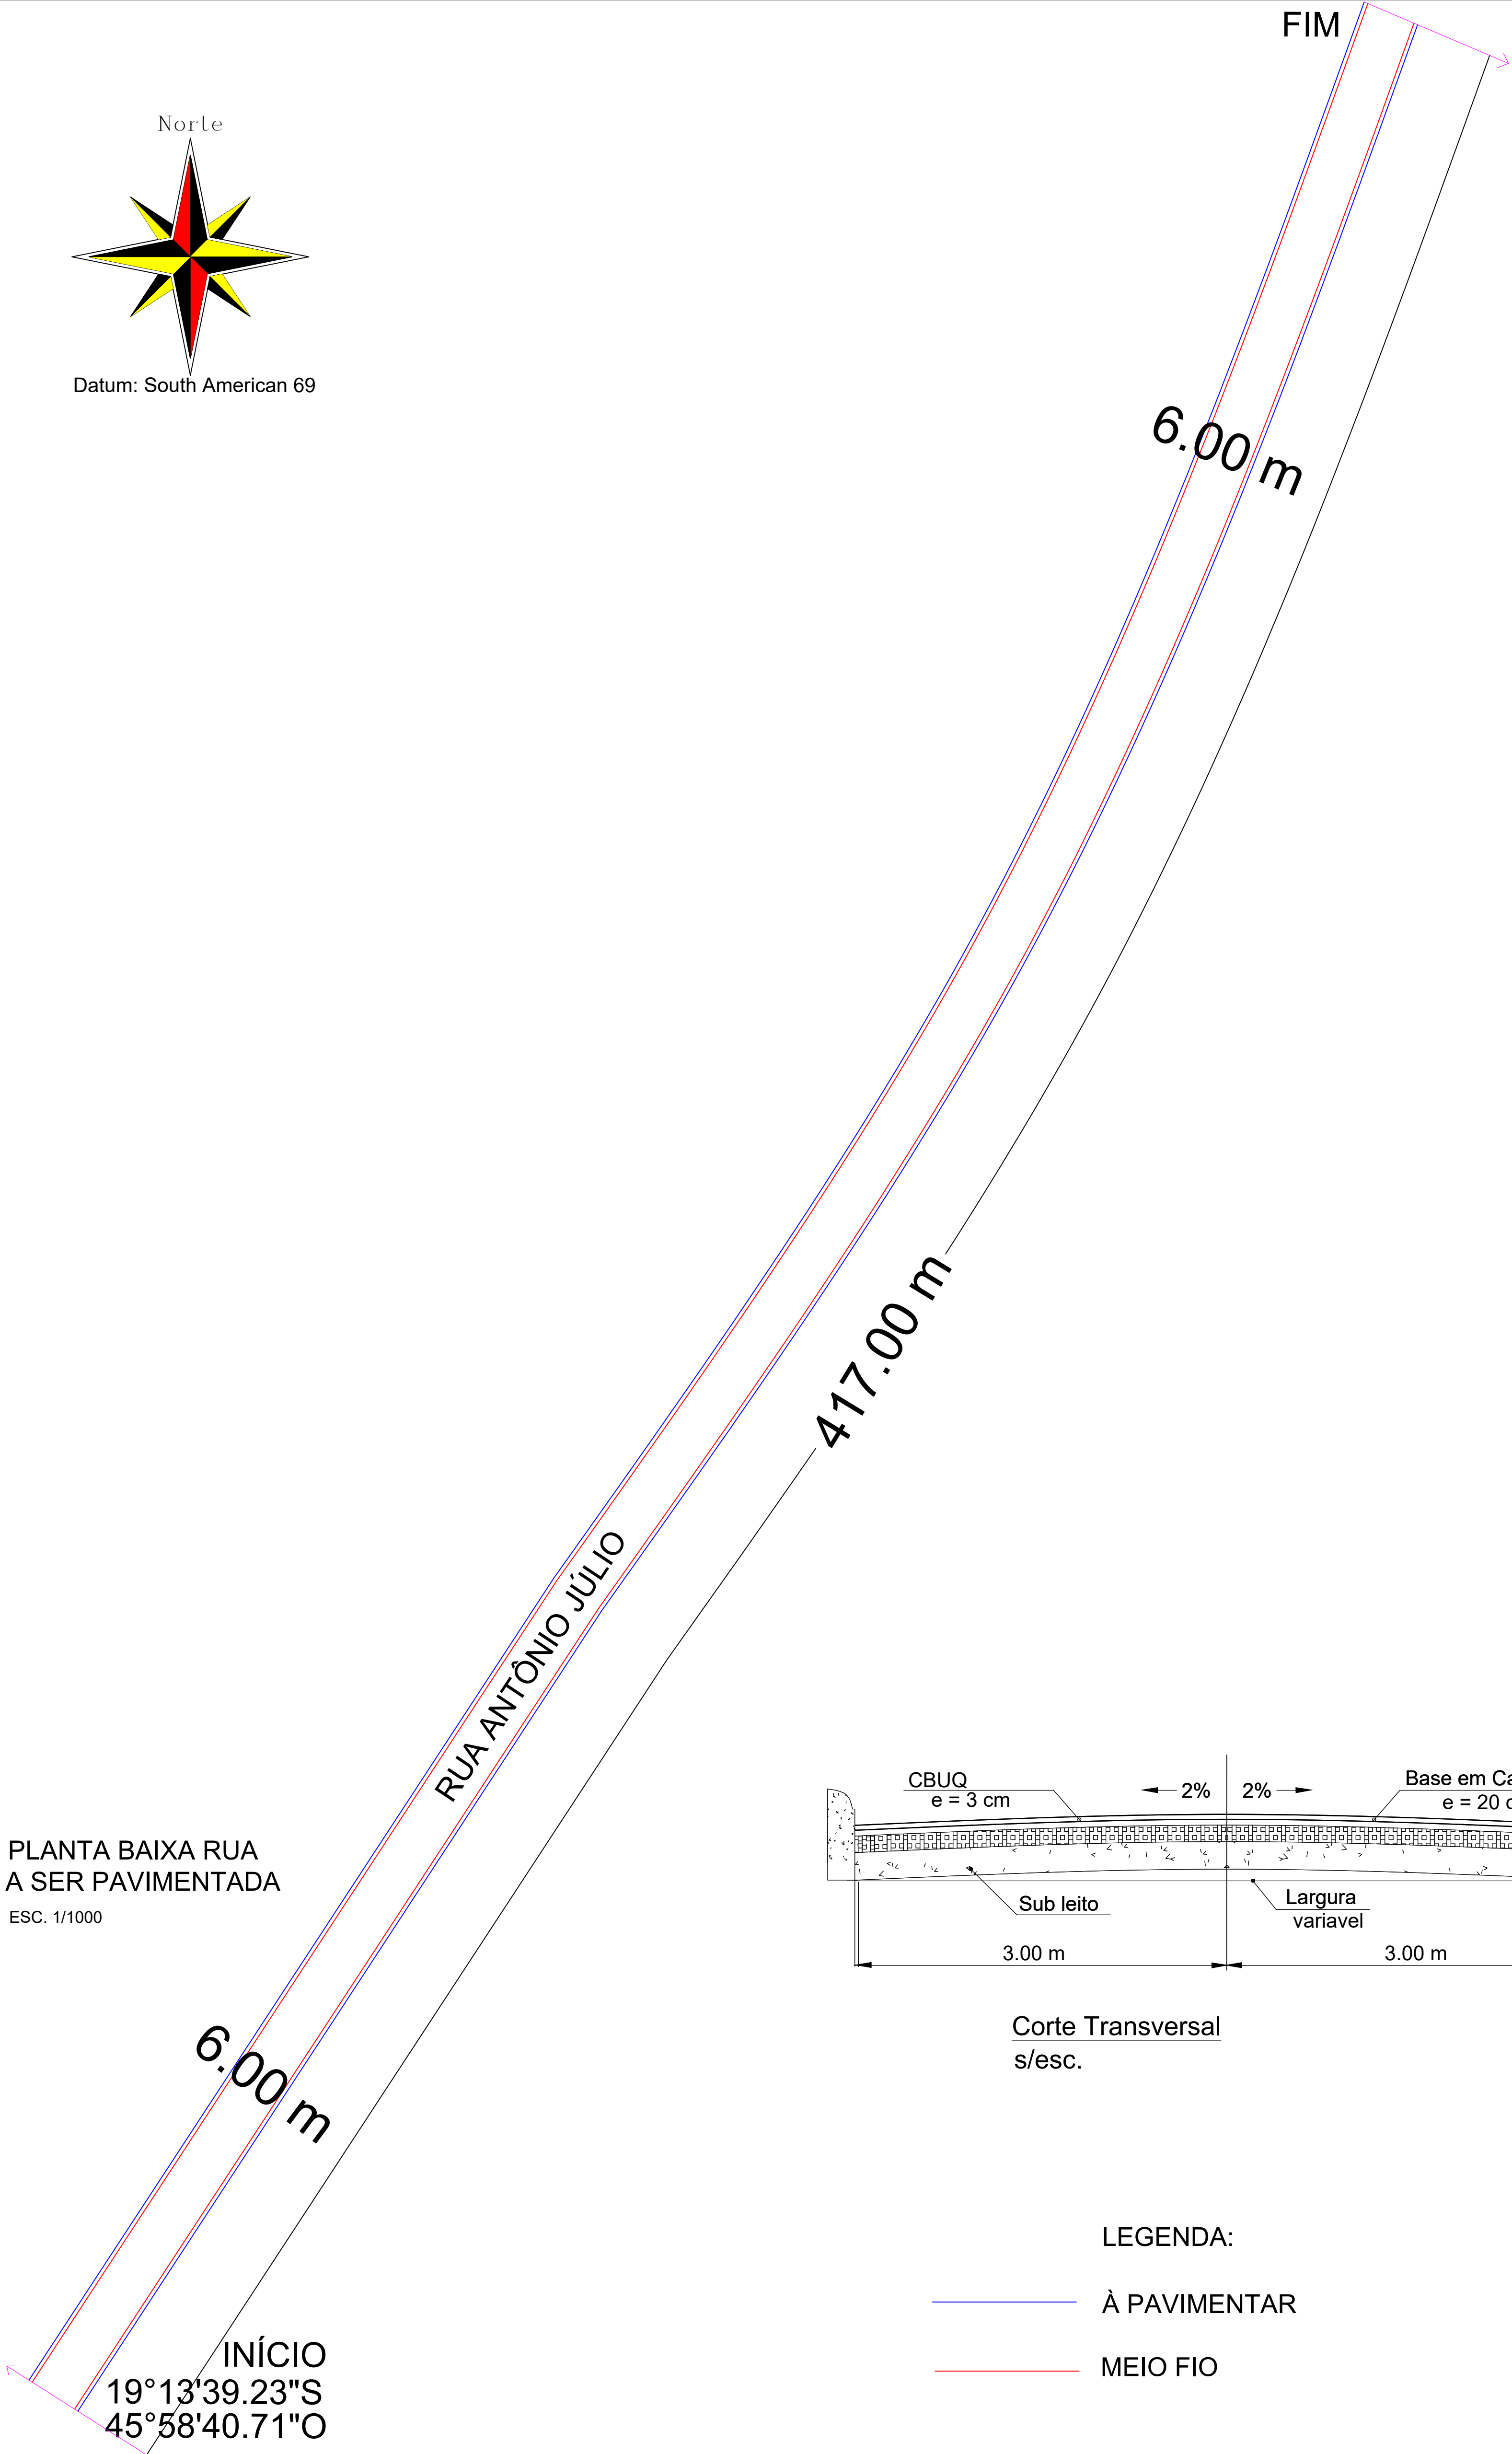 FIM
Norte
Datum: South American 69
6.00 m
417.00 m
RUA ANTÔNIO JÚLIO
CBUQ
e = 3 cm
2%
2%
Base em
e = 20
PLANTA BAIXA RUA
A SER PAVIMENTADA
ESC. 1/1000
Sub leito
Largura
variavel
3.00 m
3.00 m
Corte Transversal
s/esc.
6.00 m
LEGENDA:
À PAVIMENTAR
MEIO FIO
INÍCIO
19°13'39.23"S
45°58'40.71"O